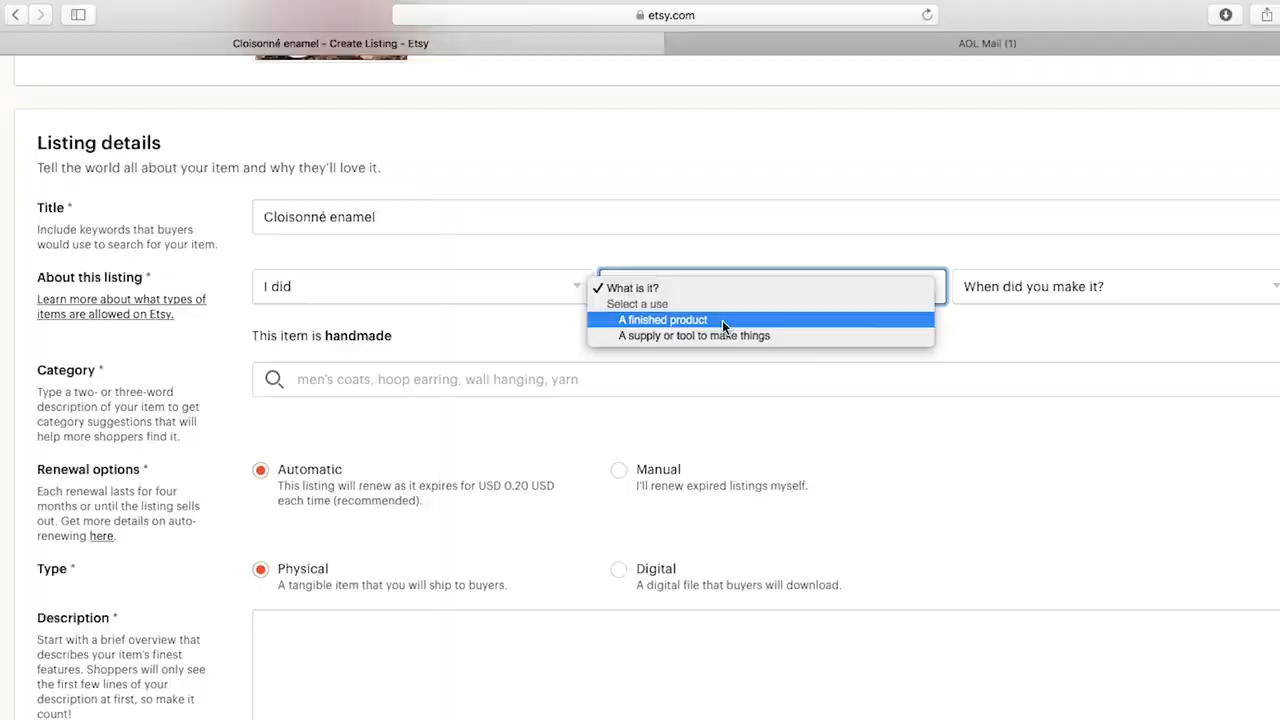 etsy.com
Cloisonné enamel – Create Listing – Etsy
AOL Mail (1)
Listing details
Tell the world all about your item and why they'll love it.
Title *
Include keywords that buyers
would use to search for your item.
Cloisonné enamel
About this listing *
Learn more about what types of
items are allowed on Etsy.
I did
What is it?
Select a use
A finished product
A supply or tool to make things
When did you make it?
This item is handmade
Category *
Type a two- or three-word
description of your item to get
category suggestions that will
help more shoppers find it.
men's coats, hoop earring, wall hanging, yarn
Renewal options *
Each renewal lasts for four
months or until the listing sells
out. Get more details on auto-
renewing here.
Automatic
This listing will renew as it expires for USD 0.20 USD
each time (recommended).
Manual
I'll renew expired listings myself.
Type *
Physical
A tangible item that you will ship to buyers.
Digital
A digital file that buyers will download.
Description *
Start with a brief overview that
describes your item's finest
features. Shoppers will only see
the first few lines of your
description at first, so make it
count!